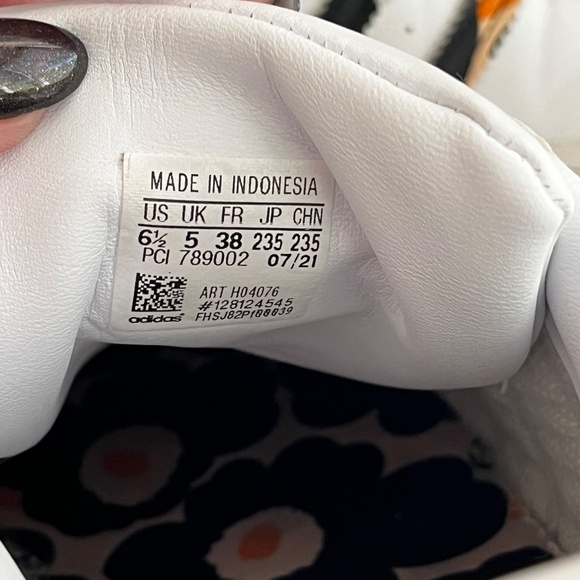 MADE IN INDONESIA
US UK FR JP CHN
6½ 5 38 235 235
PCI 789002 07/21
ART H04076
#128124545
adidas FHSJ82P100039